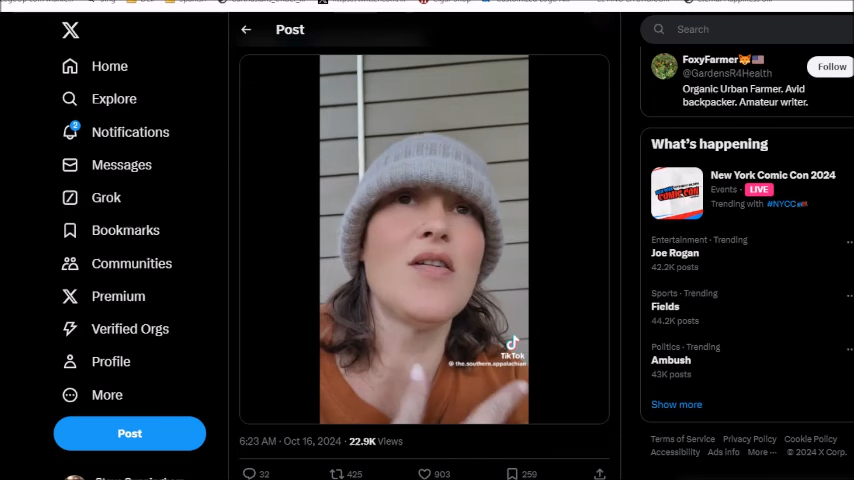 Post
Search
Home
FoxyFarmer
@GardensR4Health
Follow
Organic Urban Farmer. Avid
backpacker. Amateur writer.
Explore
2
Notifications
Messages
Grok
Bookmarks
Communities
Premium
Verified Orgs
Profile
More
Post
What's happening
New York Comic Con 2024
Events · LIVE
Trending with #NYCC
Entertainment · Trending
Joe Rogan
42.2K posts
Sports · Trending
Fields
44.2K posts
Politics · Trending
Ambush
43K posts
Show more
TikTok
@ the.southern.appalachian
6:23 AM · Oct 16, 2024 · 22.9K Views
32 425 903 259
Terms of Service Privacy Policy Cookie Policy
Accessibility Ads info More ··· © 2024 X Corp.